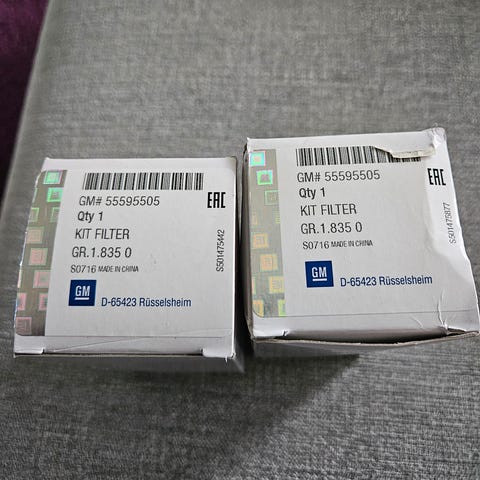 GM# 55595505
EAC
Qty 1
KIT FILTER
GR.1.835 0
S0716 MADE IN CHINA
S501475442
GM
D-65423 Rüsselsheim
GM# 55595505
EAC
Qty 1
KIT FILTER
GR.1.835 0
S0716 MADE IN CHINA
S501475877
GM
D-65423 Rüsselsheim